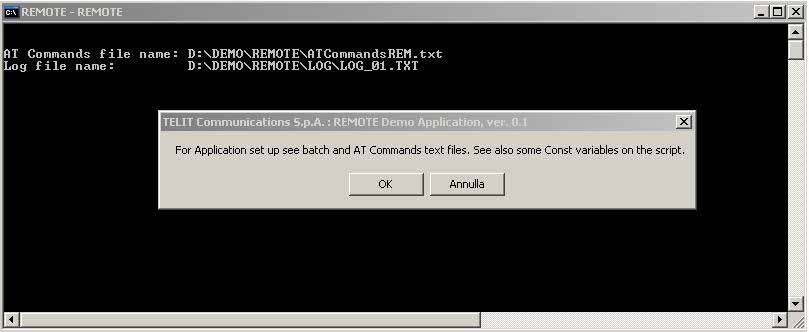 REMOTE - REMOTE
AT Commands file name: D:\DEMO\REMOTE\ATCommandsREM.txt
Log file name: D:\DEMO\REMOTE\LOG\LOG_01.TXT
TELIT Communications S.p.A. : REMOTE Demo Application, ver. 0.1
For Application set up see batch and AT Commands text files. See also some Const variables on the script.
OK Annulla